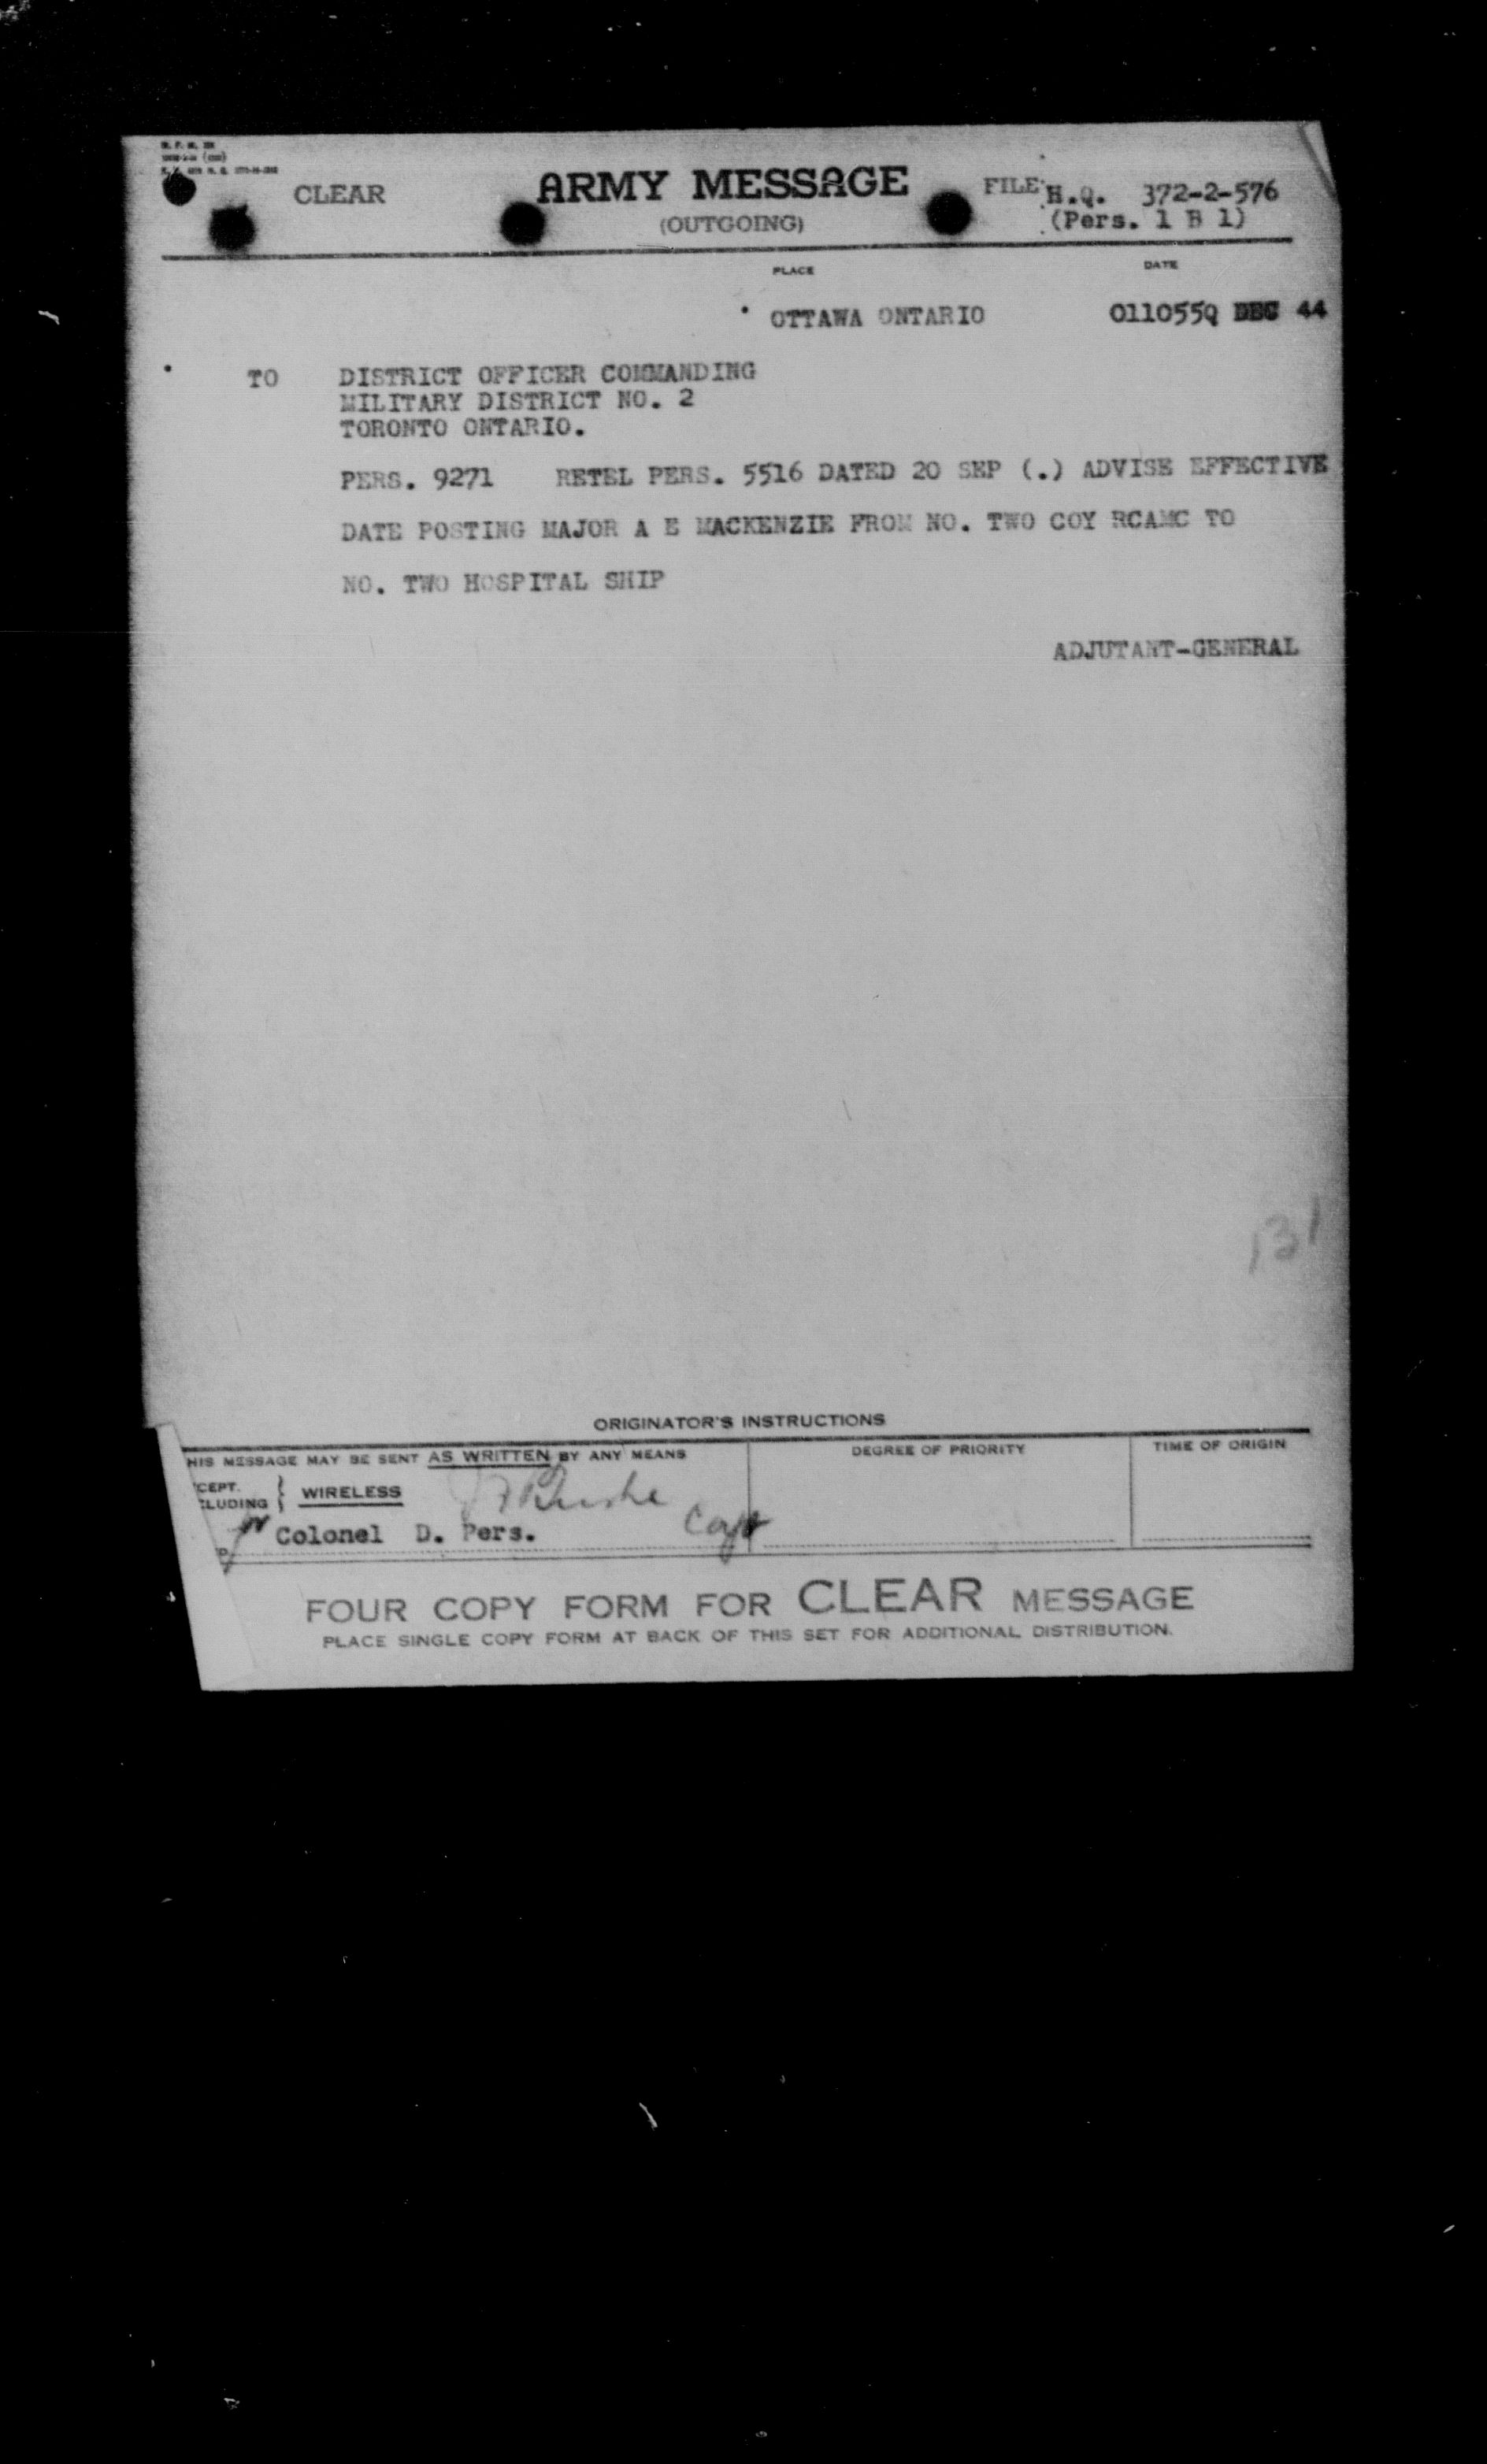 CLEAR
ARMY MESSAGE
(OUTGOING)
FILE H.Q. 372-2-576
(Pers. 1 B 1)
PLACE
DATE
OTTAWA ONTARIO
011055Q DEC 44
TO DISTRICT OFFICER COMMANDING
MILITARY DISTRICT NO. 2
TORONTO ONTARIO.
PERS. 9271 RETEL PERS. 5516 DATED 20 SEP (.) ADVISE EFFECTIVE
DATE POSTING MAJOR A E MACKENZIE FROM NO. TWO COY RCAMC TO
NO. TWO HOSPITAL SHIP
ADJUTANT-GENERAL
131
ORIGINATOR'S INSTRUCTIONS
HIS MESSAGE MAY BE SENT AS WRITTEN BY ANY MEANS
DEGREE OF PRIORITY
TIME OF ORIGIN
CEPT.
CLUDING } WIRELESS
Capt
Colonel D. Pers.
FOUR COPY FORM FOR CLEAR MESSAGE
PLACE SINGLE COPY FORM AT BACK OF THIS SET FOR ADDITIONAL DISTRIBUTION.